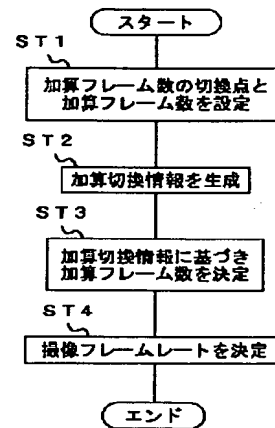 スタート
ST1
加算フレーム数の切換点と
加算フレーム数を設定
ST2
加算切換情報を生成
ST3
加算切換情報に基づき
加算フレーム数を決定
ST4
撮像フレームレートを決定
エンド